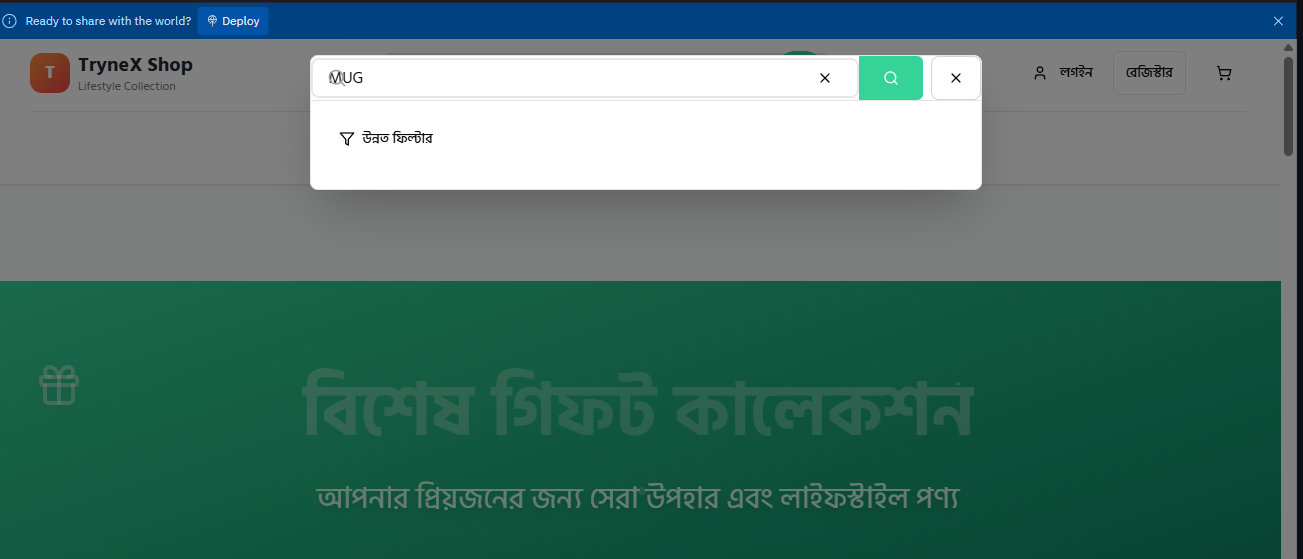 Ready to share with the world? Deploy
T TryneX Shop
Lifestyle Collection
MUG
লগইন
রেজিস্টার
উন্নত ফিল্টার
বিশেষ গিফট কালেকশন
আপনার প্রিয়জনের জন্য সেরা উপহার এবং লাইফস্টাইল পণ্য